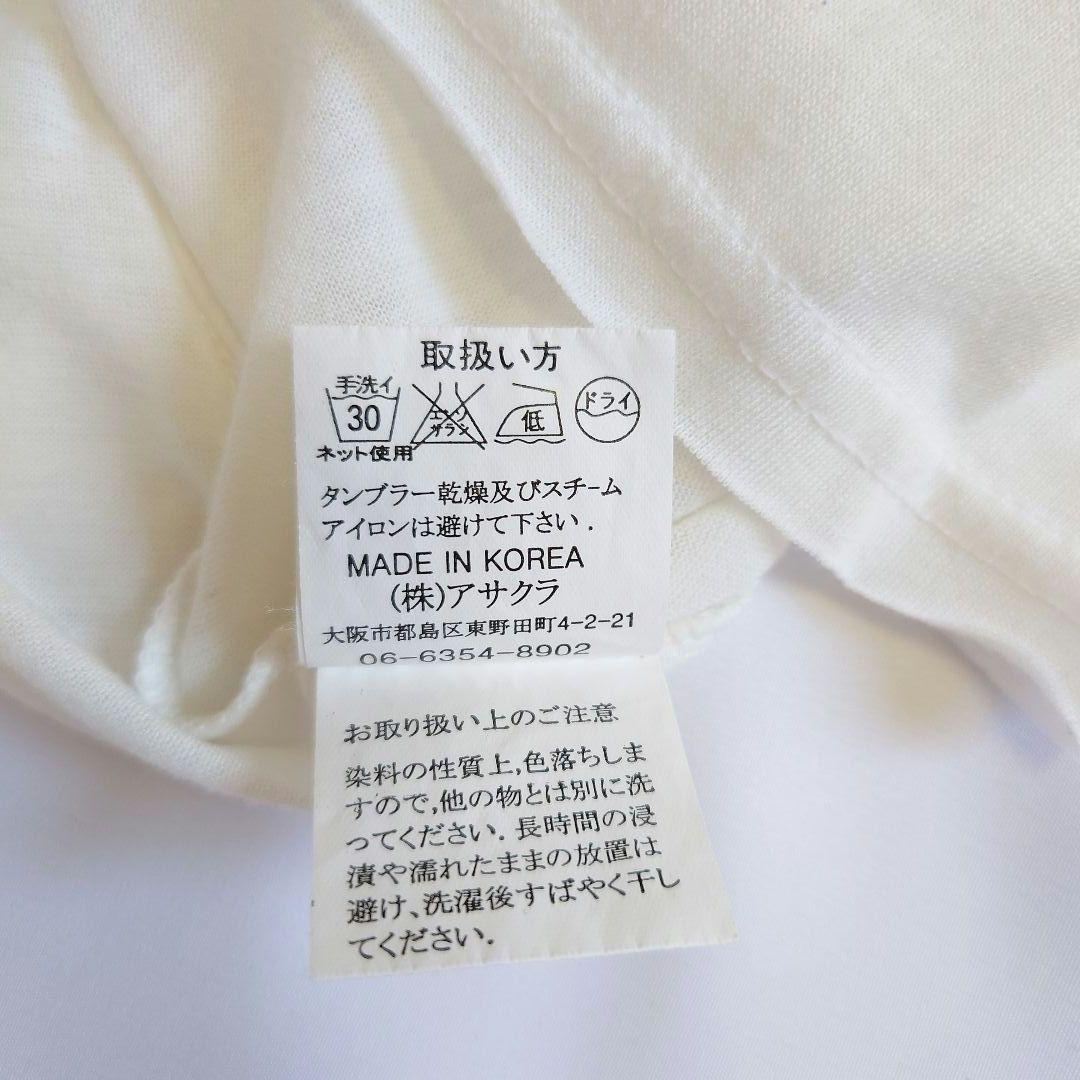 取扱い方
手洗イ
30
エンソ
サラシ
低
ドライ
ネット使用
タンブラー乾燥及びスチーム
アイロンは避けて下さい.
MADE IN KOREA
(株)アサクラ
大阪市都島区東野田町4-2-21
06-6354-8902
お取り扱い上のご注意
染料の性質上,色落ちしま
すので,他の物とは別に洗
ってください.長時間の浸
漬や濡れたままの放置は
避け、洗濯後すばやく干し
てください.